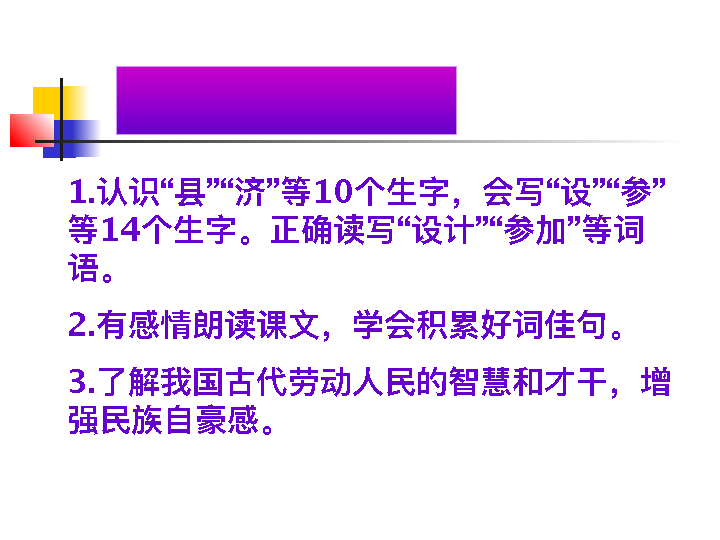 1.认识“县”“济”等10个生字，会写“设”“参”
等14个生字。正确读写“设计”“参加”等词
语。
2.有感情朗读课文，学会积累好词佳句。
3.了解我国古代劳动人民的智慧和才干，增
强民族自豪感。